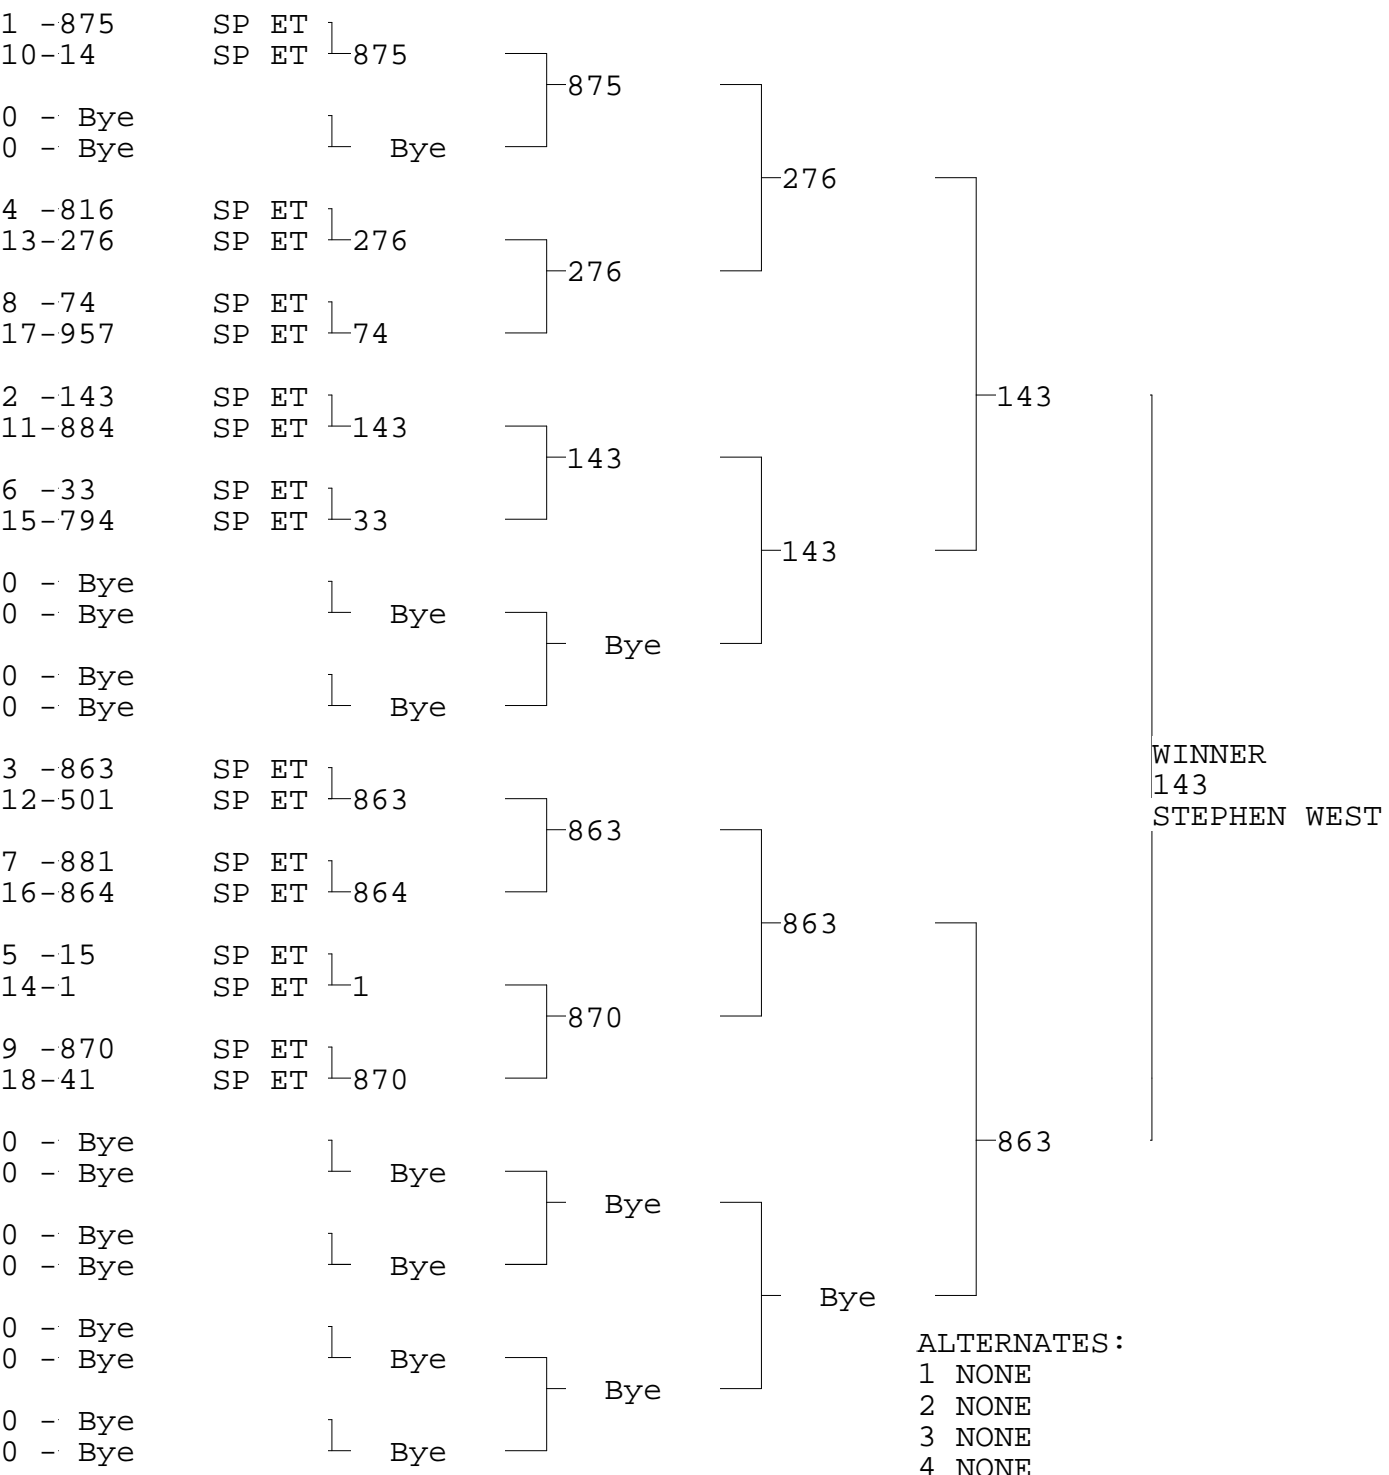 1 -875 SP ET
10-14 SP ET 875
875
0 - Bye
0 - Bye Bye
276
4 -816 SP ET
13-276 SP ET 276
276
8 -74 SP ET
17-957 SP ET 74
2 -143 SP ET 143
11-884 SP ET 143
143
6 -33 SP ET
15-794 SP ET 33
143
0 - Bye
0 - Bye Bye
Bye
0 - Bye
0 - Bye Bye
WINNER
3 -863 SP ET
143
12-501 SP ET 863
STEPHEN WEST
863
7 -881 SP ET
16-864 SP ET 864
863
5 -15 SP ET
14-1 SP ET 1
870
9 -870 SP ET
18-41 SP ET 870
0 - Bye 863
0 - Bye Bye
Bye
0 - Bye
0 - Bye Bye
Bye
0 - Bye
ALTERNATES:
0 - Bye Bye
1 NONE
Bye
2 NONE
0 - Bye
3 NONE
0 - Bye Bye
4 NONE